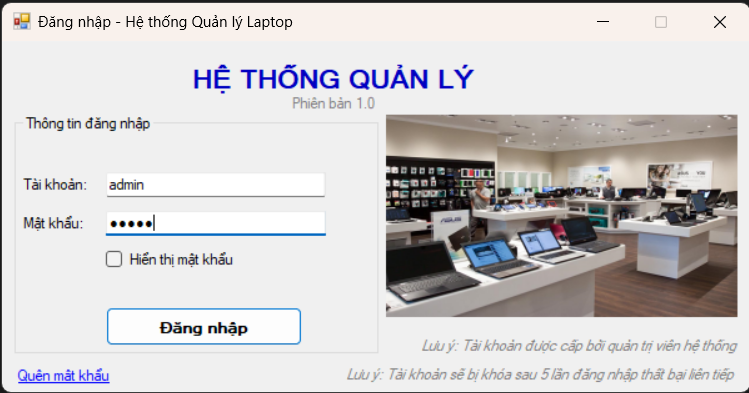 Đăng nhập - Hệ thống Quản lý Laptop
HỆ THỐNG QUẢN LÝ
Phiên bản 1.0
Thông tin đăng nhập
Tài khoản: admin
Mật khẩu: ●●●●●
Hiển thị mật khẩu
Đăng nhập
ASUS
Lưu ý: Tài khoản được cấp bởi quản trị viên hệ thống
Quên mật khẩu
Lưu ý: Tài khoản sẽ bị khóa sau 5 lần đăng nhập thất bại liên tiếp